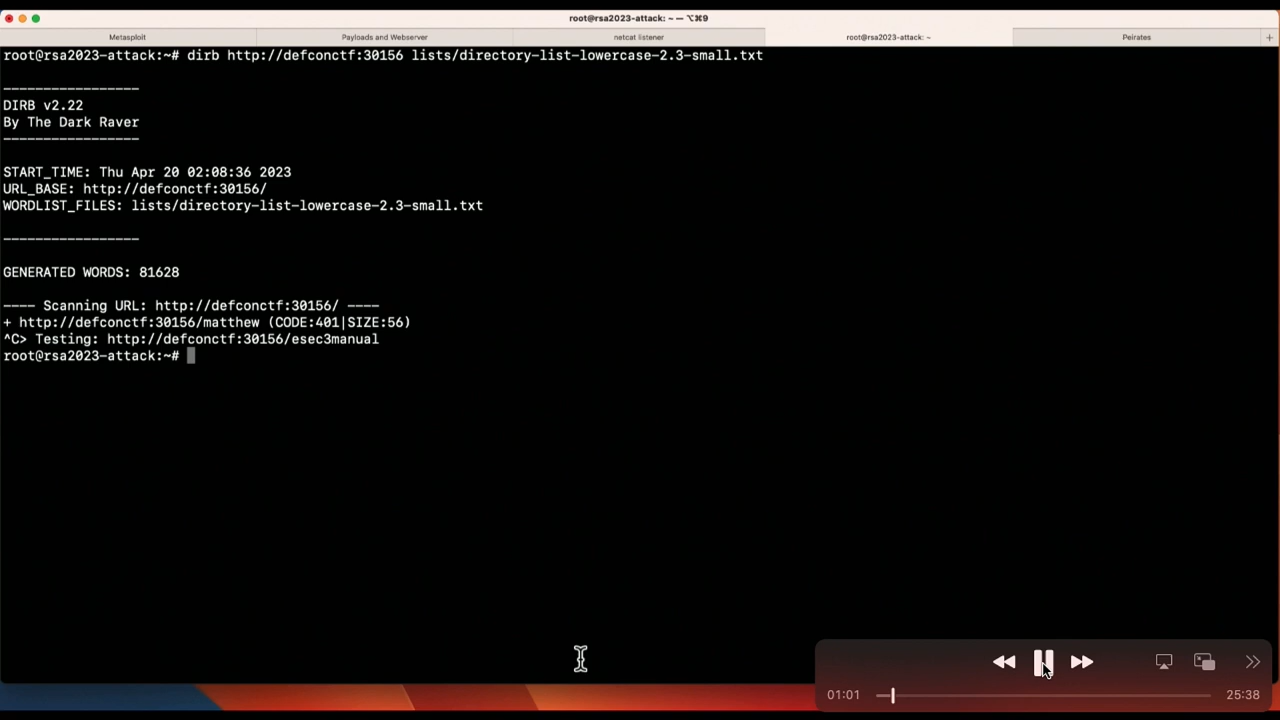 root@rsa2023-attack: ~ — ⌥⌘9
Metasploit
Payloads and Webserver
netcat listener
root@rsa2023-attack: ~
Peirates
+
root@rsa2023-attack:~# dirb http://defconctf:30156 lists/directory-list-lowercase-2.3-small.txt
-----------------
DIRB v2.22
By The Dark Raver
-----------------
START_TIME: Thu Apr 20 02:08:36 2023
URL_BASE: http://defconctf:30156/
WORDLIST_FILES: lists/directory-list-lowercase-2.3-small.txt
-----------------
GENERATED WORDS: 81628
---- Scanning URL: http://defconctf:30156/ ----
+ http://defconctf:30156/matthew (CODE:401|SIZE:56)
^C> Testing: http://defconctf:30156/esec3manual
root@rsa2023-attack:~#
01:01
25:38